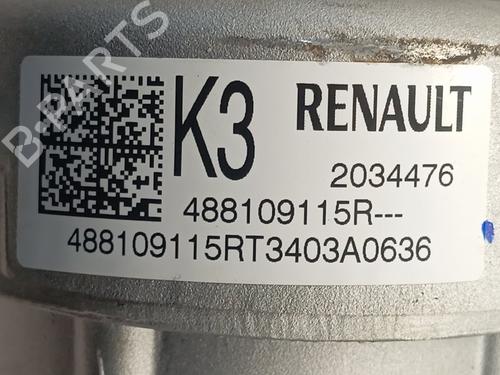 K3 RENAULT
2034476
488109115R---
488109115RT3403A0636
B-PARTS